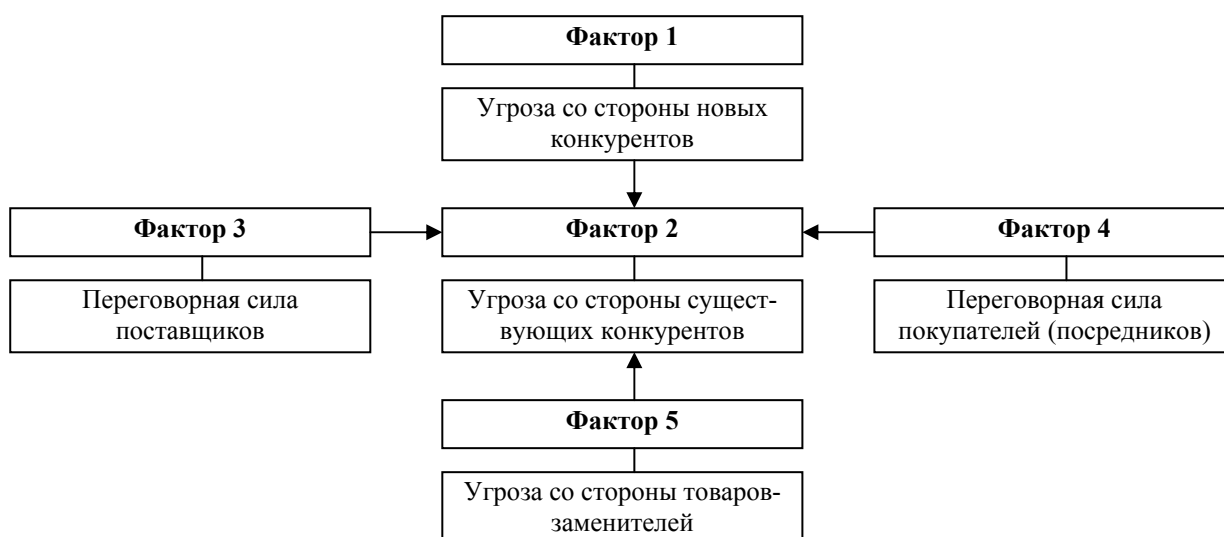 Фактор 1
Угроза со стороны новых
конкурентов
Фактор 3
Фактор 2
Фактор 4
Переговорная сила
поставщиков
Угроза со стороны сущест-
вующих конкурентов
Переговорная сила
покупателей (посредников)
Фактор 5
Угроза со стороны товаров-
заменителей